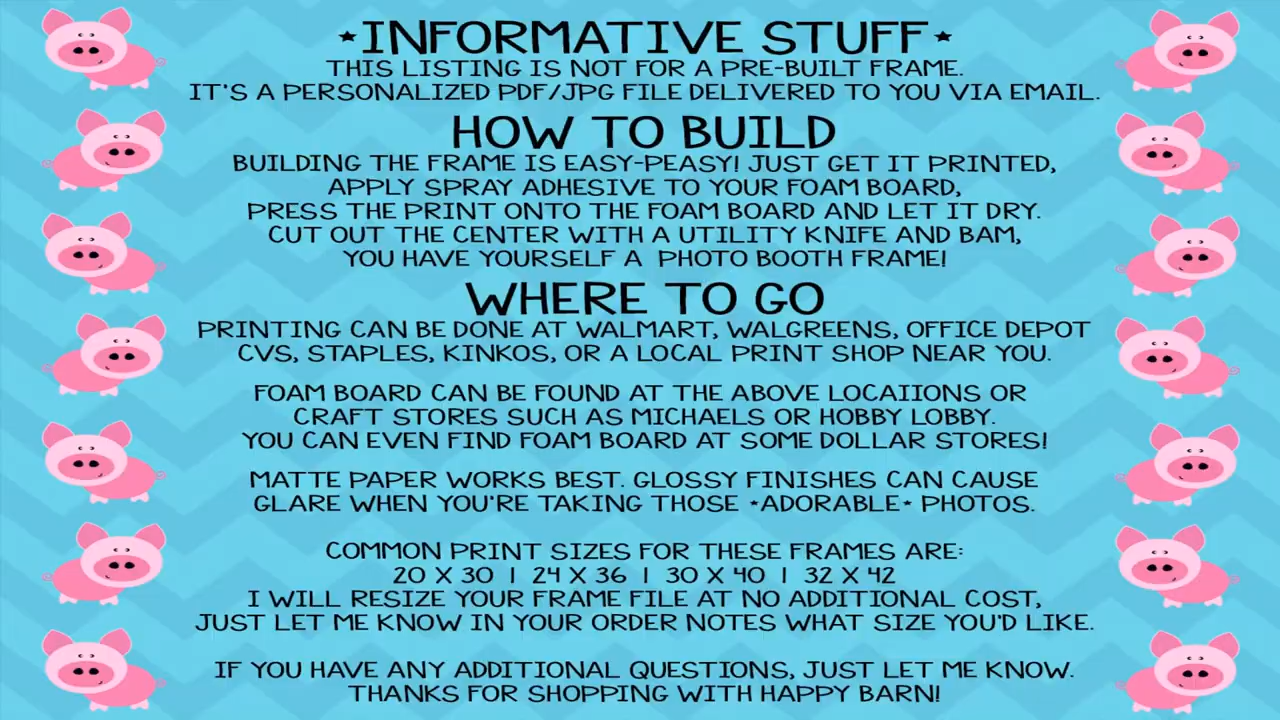 ★INFORMATIVE STUFF★
THIS LISTING IS NOT FOR A PRE-BUILT FRAME.
IT'S A PERSONALIZED PDF/JPG FILE DELIVERED TO YOU VIA EMAIL.
HOW TO BUILD
BUILDING THE FRAME IS EASY-PEASY! JUST GET IT PRINTED,
APPLY SPRAY ADHESIVE TO YOUR FOAM BOARD,
PRESS THE PRINT ONTO THE FOAM BOARD AND LET IT DRY.
CUT OUT THE CENTER WITH A UTILITY KNIFE AND BAM,
YOU HAVE YOURSELF A PHOTO BOOTH FRAME!
WHERE TO GO
PRINTING CAN BE DONE AT WALMART, WALGREENS, OFFICE DEPOT
CVS, STAPLES, KINKOS, OR A LOCAL PRINT SHOP NEAR YOU.
FOAM BOARD CAN BE FOUND AT THE ABOVE LOCAIIONS OR
CRAFT STORES SUCH AS MICHAELS OR HOBBY LOBBY.
YOU CAN EVEN FIND FOAM BOARD AT SOME DOLLAR STORES!
MATTE PAPER WORKS BEST. GLOSSY FINISHES CAN CAUSE
GLARE WHEN YOU'RE TAKING THOSE ★ADORABLE★ PHOTOS.
COMMON PRINT SIZES FOR THESE FRAMES ARE:
20 X 30 | 24 X 36 | 30 X 40 | 32 X 42
I WILL RESIZE YOUR FRAME FILE AT NO ADDITIONAL COST,
JUST LET ME KNOW IN YOUR ORDER NOTES WHAT SIZE YOU'D LIKE.
IF YOU HAVE ANY ADDITIONAL QUESTIONS, JUST LET ME KNOW.
THANKS FOR SHOPPING WITH HAPPY BARN!